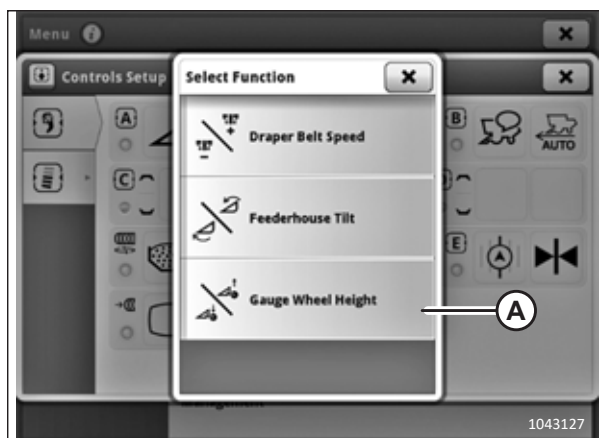 Menu
Controls Setup
Select Function
A
B
Draper Belt Speed
AUTO
C
Feederhouse Tilt
E
Gauge Wheel Height
A
1043127